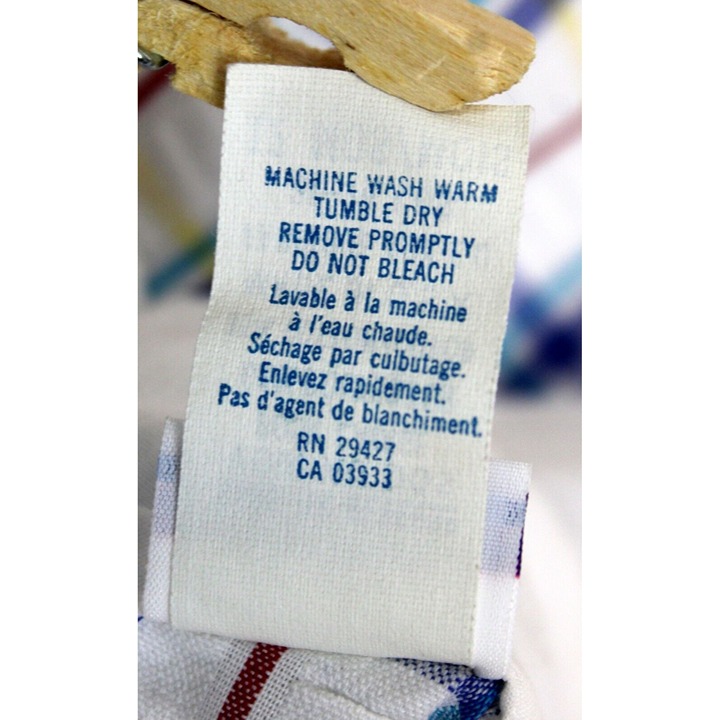 MACHINE WASH WARM
TUMBLE DRY
REMOVE PROMPTLY
DO NOT BLEACH
Lavable à la machine
à l'eau chaude.
Séchage par culbutage.
Enlevez rapidement.
Pas d'agent de blanchiment.
RN 29427
CA 03933